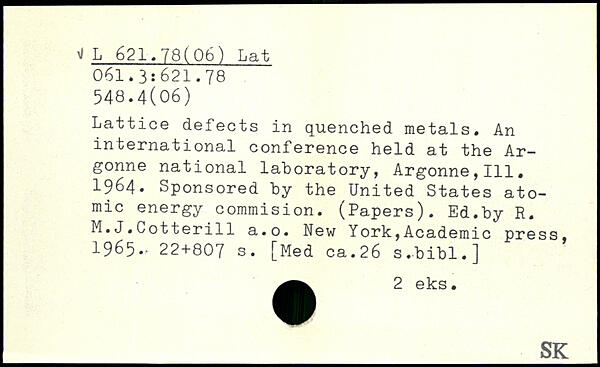 √ L 621.78(06) Lat
061.3:621.78
548.4(06)
Lattice defects in quenched metals. An
international conference held at the Ar-
gonne national laboratory, Argonne,Ill.
1964. Sponsored by the United States ato-
mic energy commision. (Papers). Ed.by R.
M.J.Cotterill a.o. New York,Academic press,
1965. 22+807 s. [Med ca.26 s.bibl.]
2 eks.
SK